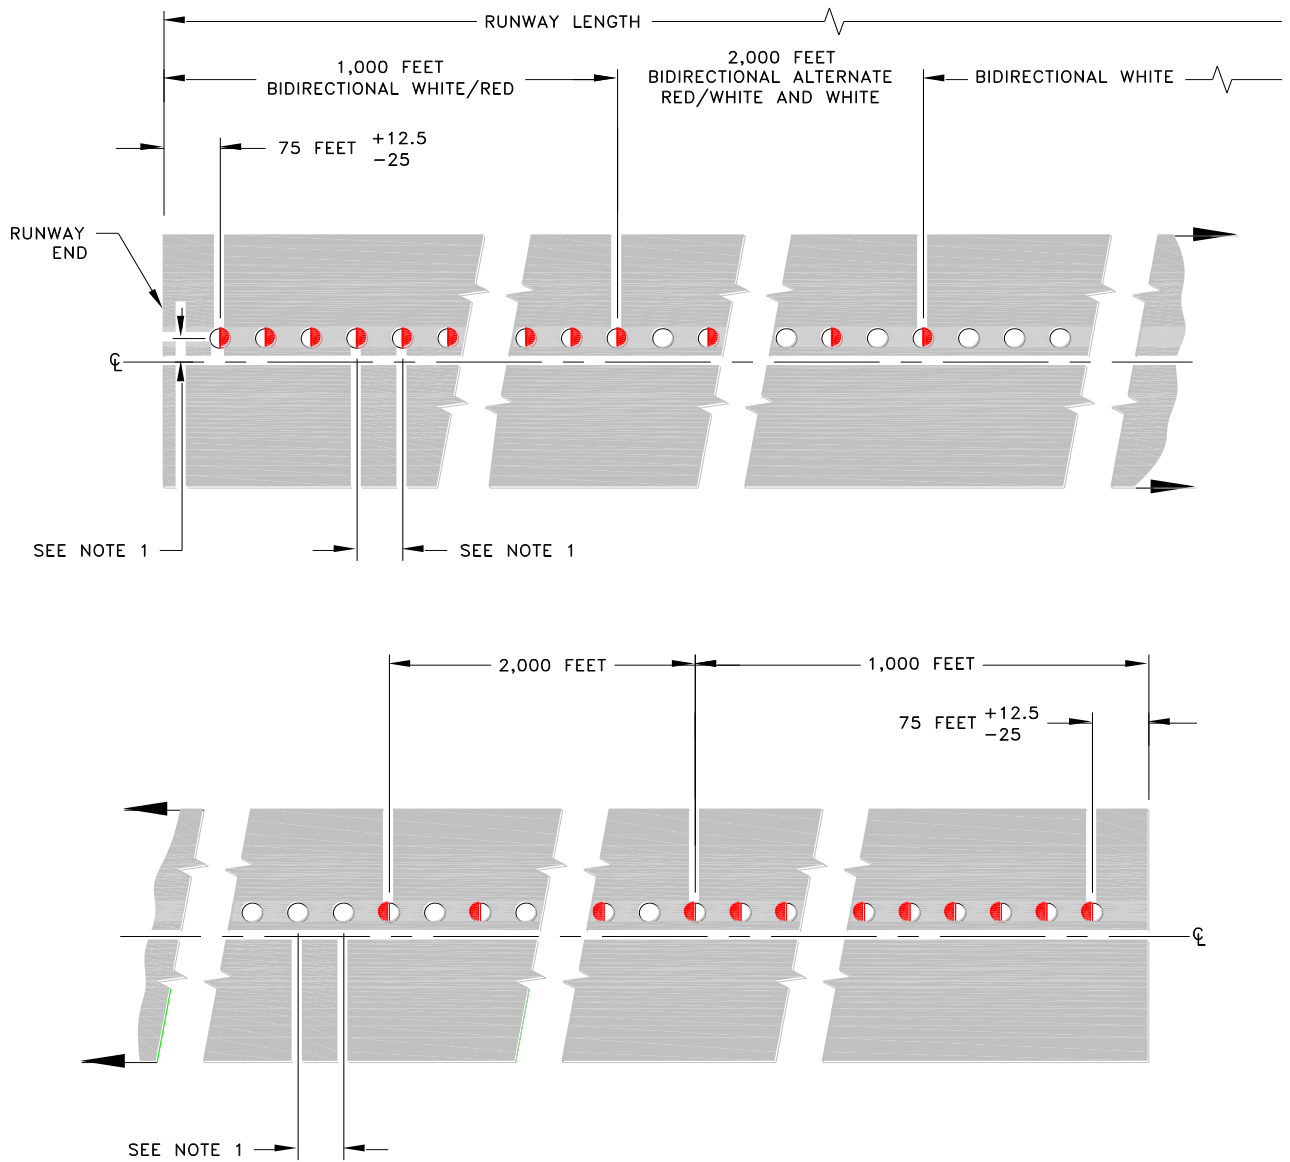 RUNWAY LENGTH
1,000 FEET
BIDIRECTIONAL WHITE/RED
2,000 FEET
BIDIRECTIONAL ALTERNATE
RED/WHITE AND WHITE
BIDIRECTIONAL WHITE
75 FEET +12.5
-25
RUNWAY
END
℄
SEE NOTE 1
SEE NOTE 1
2,000 FEET
1,000 FEET
75 FEET +12.5
-25
℄
SEE NOTE 1